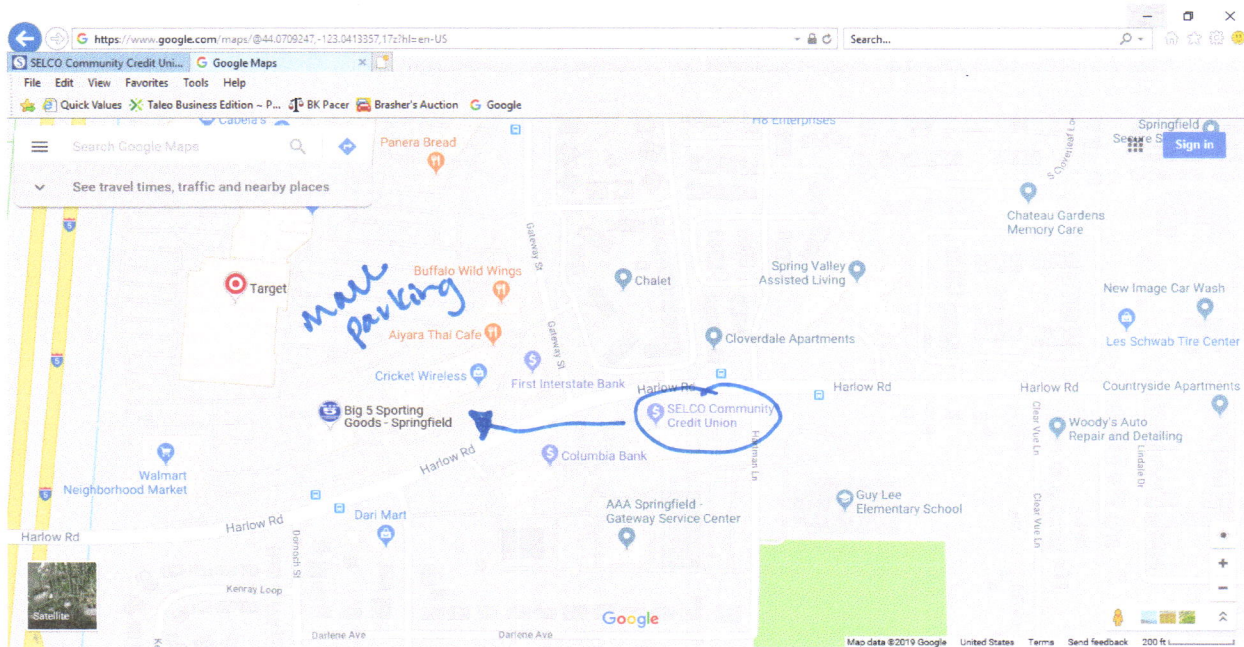 https://www.google.com/maps/@44.0709247,-123.0413357,17z?hl=en-US
Search...
SELCO Community Credit Uni...
Google Maps
File Edit View Favorites Tools Help
Quick Values
Taleo Business Edition ~ P...
BK Pacer
Brasher's Auction
Google
Cabela's
H8 Enterprises
Springfield
Search Google Maps
Panera Bread
Sign in
See travel times, traffic and nearby places
S Cloverleaf
5
Chateau Gardens
Memory Care
Gateway St
Buffalo Wild Wings
Target
Chalet
Spring Valley
Assisted Living
New Image Car Wash
mall
parking
Aiyara Thai Cafe
Gateway St
Cloverdale Apartments
Les Schwab Tire Center
5
Cricket Wireless
First Interstate Bank
Harlow Rd
Harlow Rd
Harlow Rd
Countryside Apartments
Big 5 Sporting
Goods - Springfield
SELCO Community
Credit Union
Clear Vue Ln
Woody's Auto
Repair and Detailing
Harlow Rd
Columbia Bank
Hartman Ln
Lindale Dr
Walmart
Neighborhood Market
5
Guy Lee
Elementary School
AAA Springfield -
Gateway Service Center
Clear Vue Ln
Dari Mart
Harlow Rd
Harlow Rd
Dornoch St
Kenray Loop
Satellite
Google
Darlene Ave
Darlene Ave
Map data ©2019 Google United States Terms Send feedback 200 ft